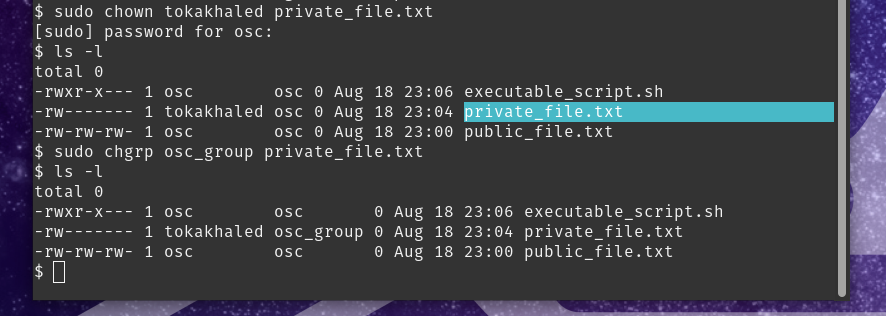 $ sudo chown tokakhaled private_file.txt
[sudo] password for osc:
$ ls -l
total 0
-rwxr-x--- 1 osc        osc 0 Aug 18 23:06 executable_script.sh
-rw------- 1 tokakhaled osc 0 Aug 18 23:04 private_file.txt
-rw-rw-rw- 1 osc        osc 0 Aug 18 23:00 public_file.txt
$ sudo chgrp osc_group private_file.txt
$ ls -l
total 0
-rwxr-x--- 1 osc        osc       0 Aug 18 23:06 executable_script.sh
-rw------- 1 tokakhaled osc_group 0 Aug 18 23:04 private_file.txt
-rw-rw-rw- 1 osc        osc       0 Aug 18 23:00 public_file.txt
$